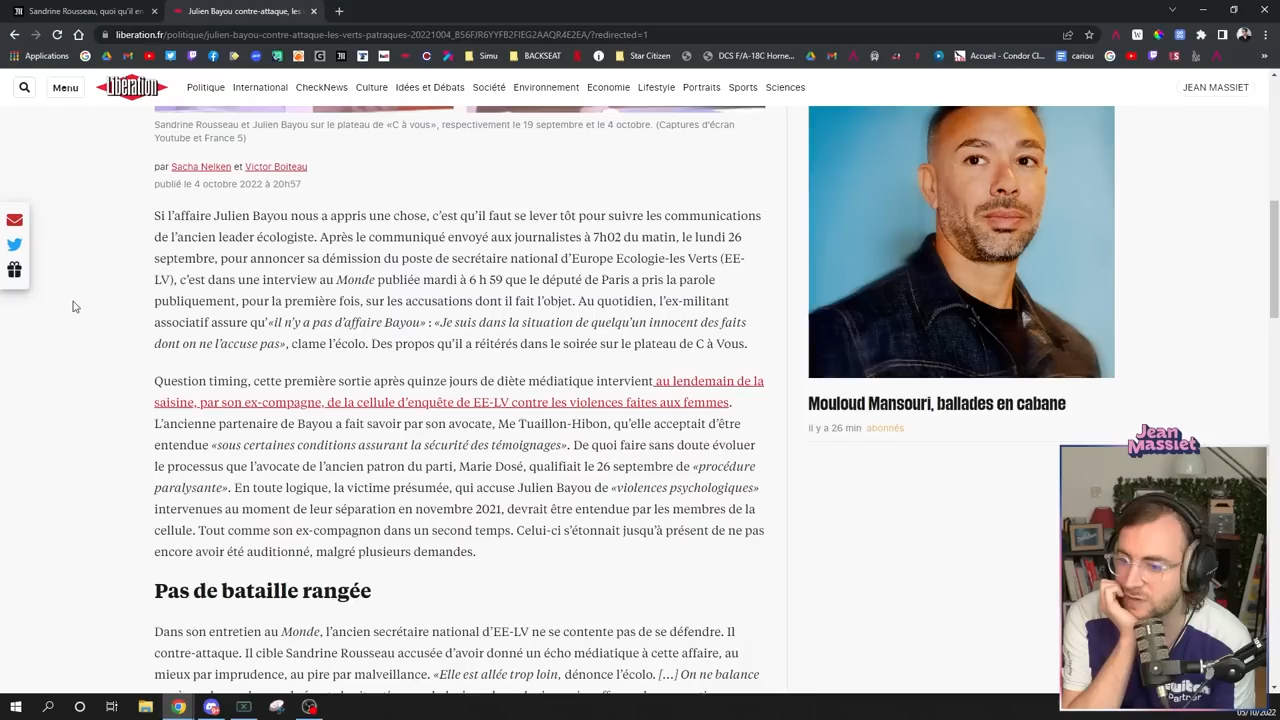 Sandrine Rousseau, quoi qu'il en
Julien Bayou contre-attaque, les
liberation.fr/politique/julien-bayou-contre-attaque-les-verts-patraques-20221004_B56FJR6YYFB2FIEG2AAQR4E2EA/?redirected=1
Applications
Simu
BACKSEAT
Star Citizen
DCS F/A-18C Horne...
Accueil - Condor Cl...
cariou
Menu
Libération
Politique
International
CheckNews
Culture
Idées et Débats
Société
Environnement
Economie
Lifestyle
Portraits
Sports
Sciences
JEAN MASSIET
Sandrine Rousseau et Julien Bayou sur le plateau de «C à vous», respectivement le 19 septembre et le 4 octobre. (Captures d'écran
Youtube et France 5)
par Sacha Nelken et Victor Boiteau
publié le 4 octobre 2022 à 20h57
Si l'affaire Julien Bayou nous a appris une chose, c'est qu'il faut se lever tôt pour suivre les communications
de l'ancien leader écologiste. Après le communiqué envoyé aux journalistes à 7h02 du matin, le lundi 26
septembre, pour annoncer sa démission du poste de secrétaire national d'Europe Ecologie-les Verts (EE-
LV), c'est dans une interview au Monde publiée mardi à 6 h 59 que le député de Paris a pris la parole
publiquement, pour la première fois, sur les accusations dont il fait l'objet. Au quotidien, l'ex-militant
associatif assure qu'«il n'y a pas d'affaire Bayou» : «Je suis dans la situation de quelqu'un innocent des faits
dont on ne l'accuse pas», clame l'écolo. Des propos qu'il a réitérés dans le soirée sur le plateau de C à Vous.
Question timing, cette première sortie après quinze jours de diète médiatique intervient au lendemain de la
saisine, par son ex-compagne, de la cellule d'enquête de EE-LV contre les violences faites aux femmes.
L'ancienne partenaire de Bayou a fait savoir par son avocate, Me Tuaillon-Hibon, qu'elle acceptait d'être
entendue «sous certaines conditions assurant la sécurité des témoignages». De quoi faire sans doute évoluer
le processus que l'avocate de l'ancien patron du parti, Marie Dosé, qualifiait le 26 septembre de «procédure
paralysante». En toute logique, la victime présumée, qui accuse Julien Bayou de «violences psychologiques»
intervenues au moment de leur séparation en novembre 2021, devrait être entendue par les membres de la
cellule. Tout comme son ex-compagnon dans un second temps. Celui-ci s'étonnait jusqu'à présent de ne pas
encore avoir été auditionné, malgré plusieurs demandes.
Pas de bataille rangée
Dans son entretien au Monde, l'ancien secrétaire national d'EE-LV ne se contente pas de se défendre. Il
contre-attaque. Il cible Sandrine Rousseau accusée d'avoir donné un écho médiatique à cette affaire, au
mieux par imprudence, au pire par malveillance. «Elle est allée trop loin, dénonce l'écolo. […] On ne balance
Mouloud Mansouri, ballades en cabane
il y a 26 min abonnés
Jean
Massiet
twitch
Partner
05/10/2022